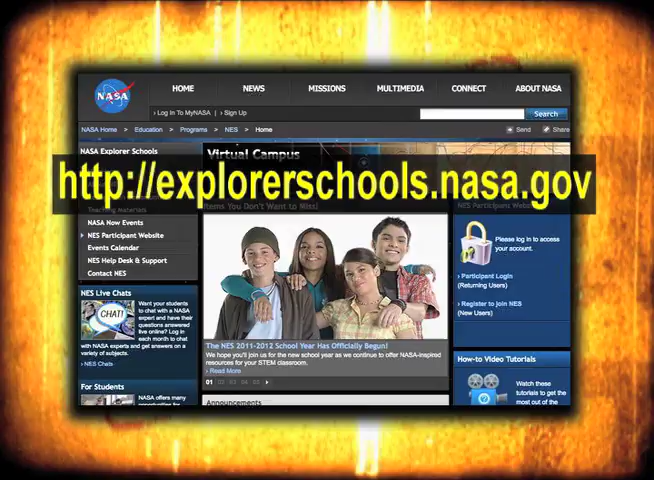 NASA
HOME NEWS MISSIONS MULTIMEDIA CONNECT ABOUT NASA
› Log In To MyNASA | › Sign Up
Search
NASA Home > Education > Programs > NES > Home
Send Share
NASA Explorer Schools
Virtual Campus
http://explorerschools.nasa.gov
Items You Don't Want to Miss!
Teaching Materials
NASA Now Events
NES Participant Website
Events Calendar
NES Help Desk & Support
Contact NES
NES Live Chats
CHAT!
Want your students to chat with a NASA expert and have their questions answered live online? Log in each month to chat
with NASA experts and get answers on a
variety of subjects.
› NES Chats
For Students
NASA offers many
opportunities for
The NES 2011-2012 School Year Has Officially Begun!
We hope you'll join us for the new school year as we continue to offer NASA-inspired
resources for your STEM classroom.
› Read More
01 02 03 04 05
Announcements
NES Participant Website
Please log in to access
your account.
› Participant Login
(Returning Users)
› Register to join NES
(New Users)
How-to Video Tutorials
Watch these
tutorials to get the
most out of the